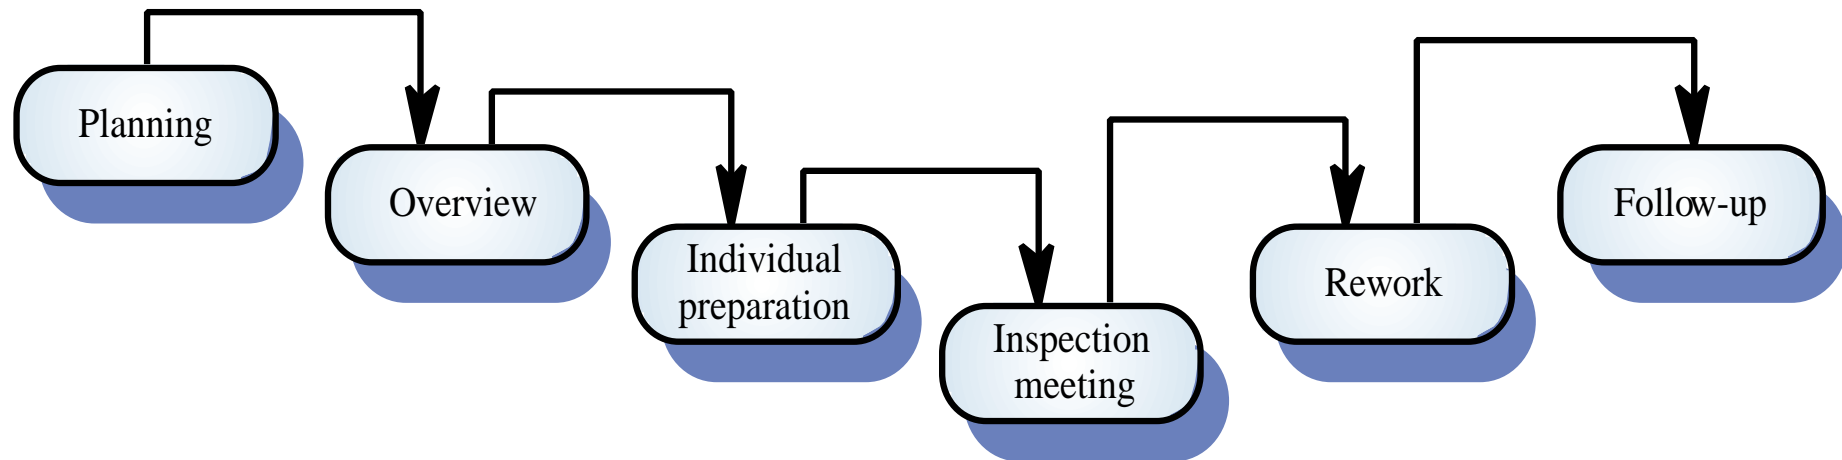 Planning
Overview
Individual
preparation
Inspection
meeting
Rework
Follow-up